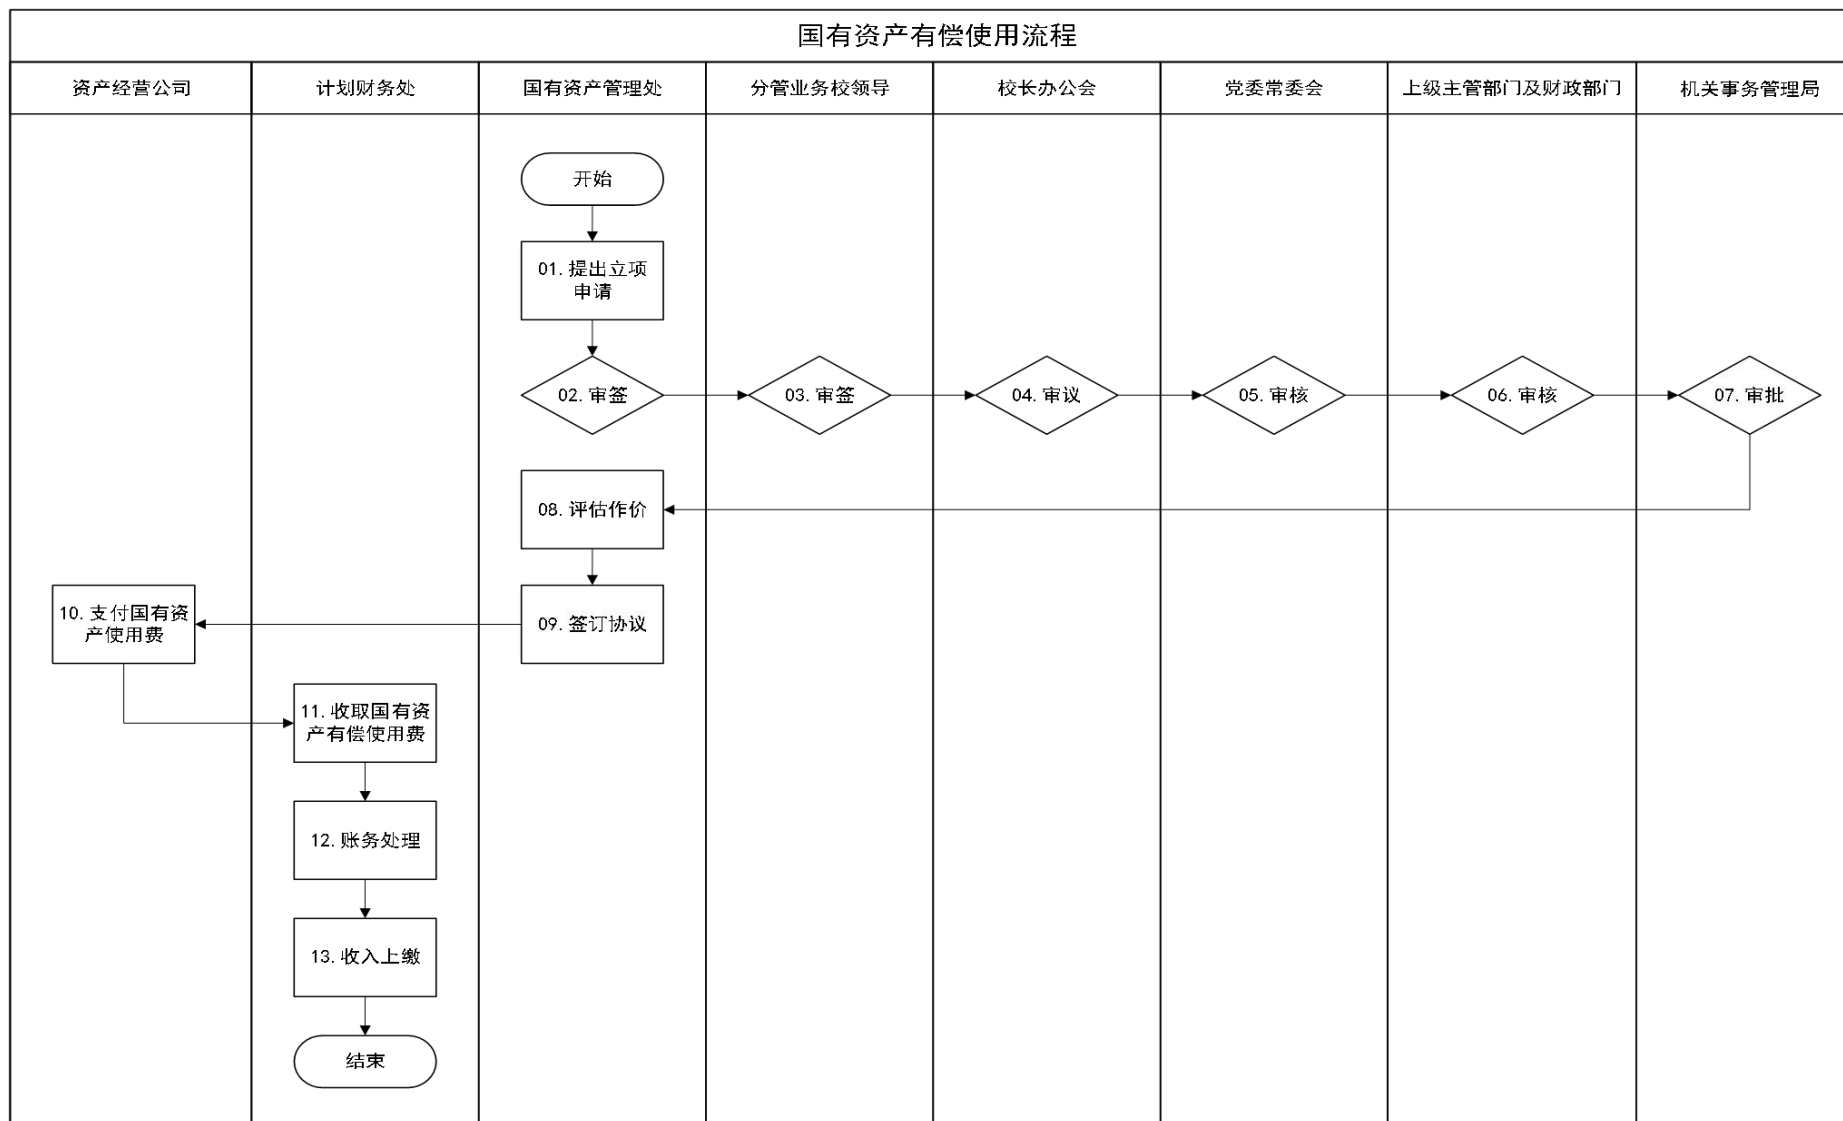 国有资产有偿使用流程
资产经营公司
计划财务处
国有资产管理处
分管业务校领导
校长办公会
党委常委会
上级主管部门及财政部门
机关事务管理局
开始
01.提出立项
申请
02.审签
03.审签
04.审议
05.审核
06.审核
07.审批
08.评估作价
09.签订协议
10.支付国有资
产使用费
11.收取国有资
产有偿使用费
12.账务处理
13.收入上缴
结束